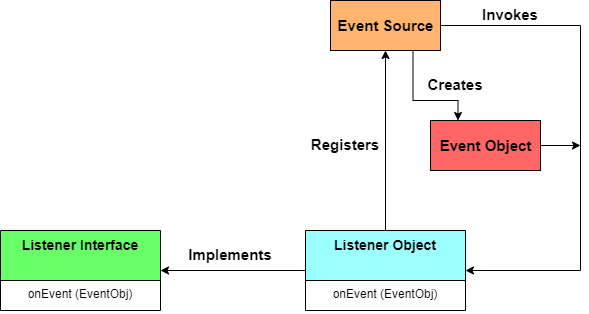 Invokes
Event Source
Creates
Event Object
Registers
Listener Interface
Implements
Listener Object
onEvent (EventObj)
onEvent (EventObj)